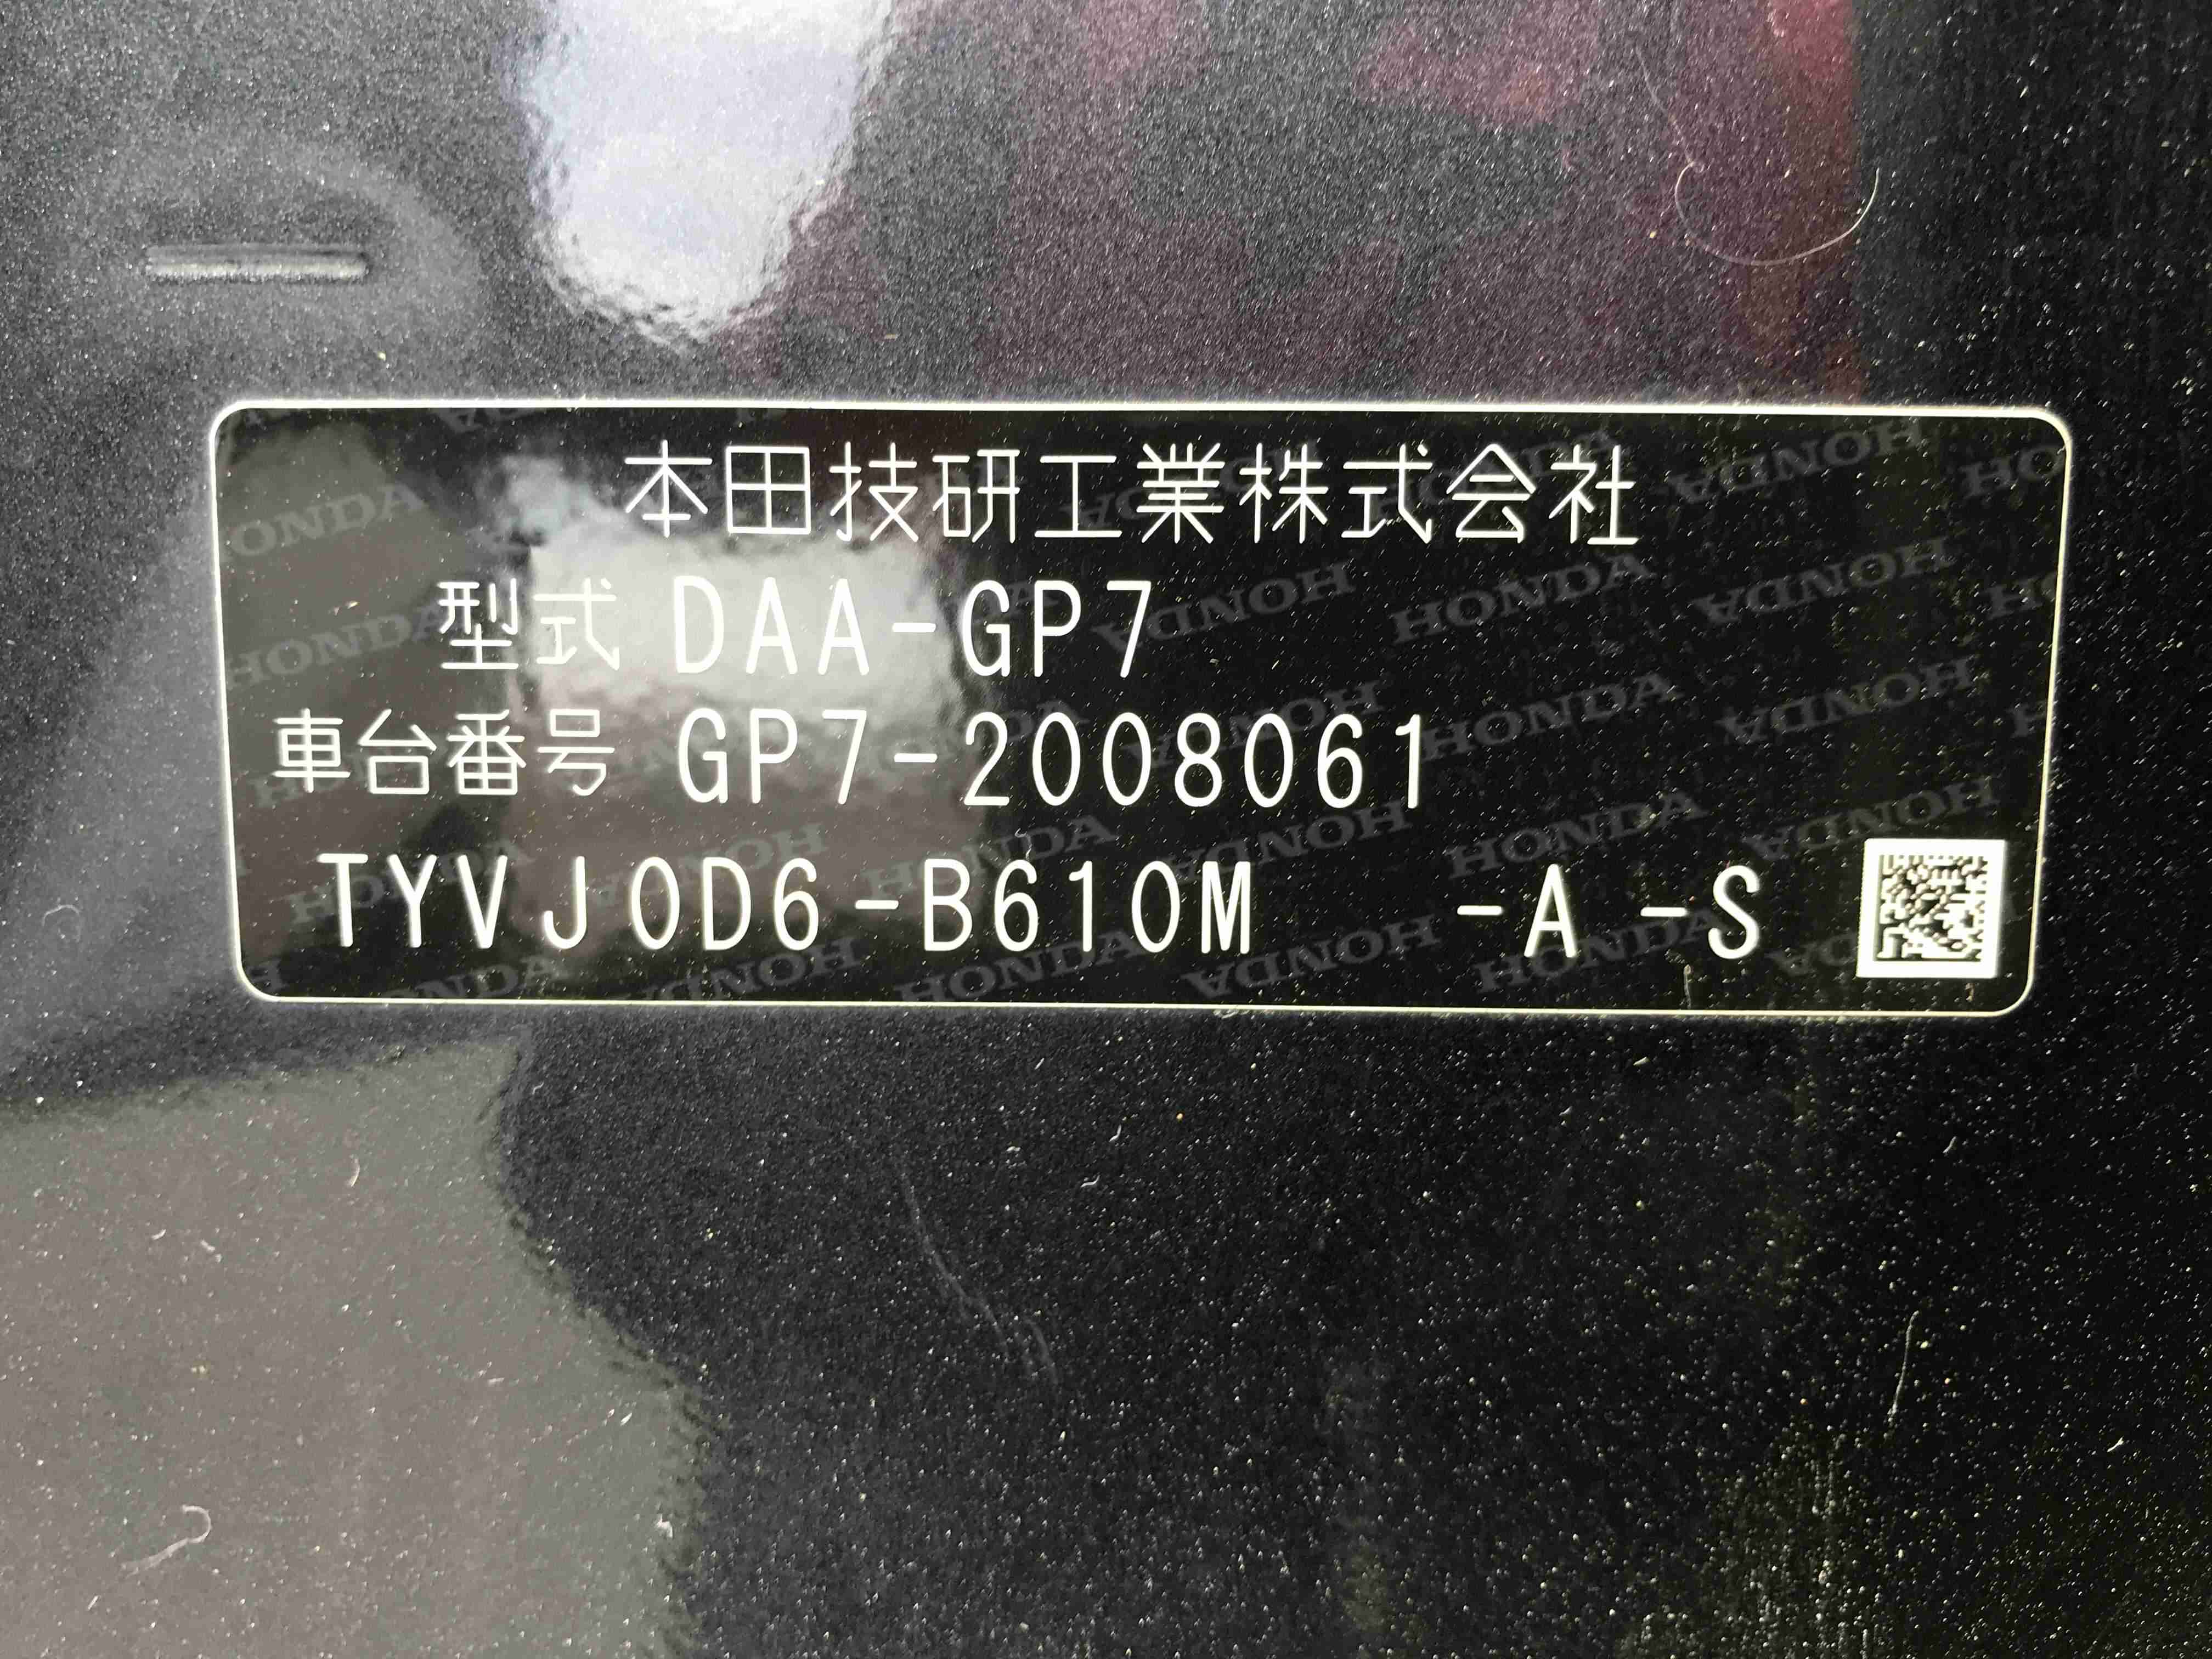 本田技研工業株式会社
型式 DAA-GP7
車台番号 GP7-2008061
TYVJ0D6-B610M -A -S